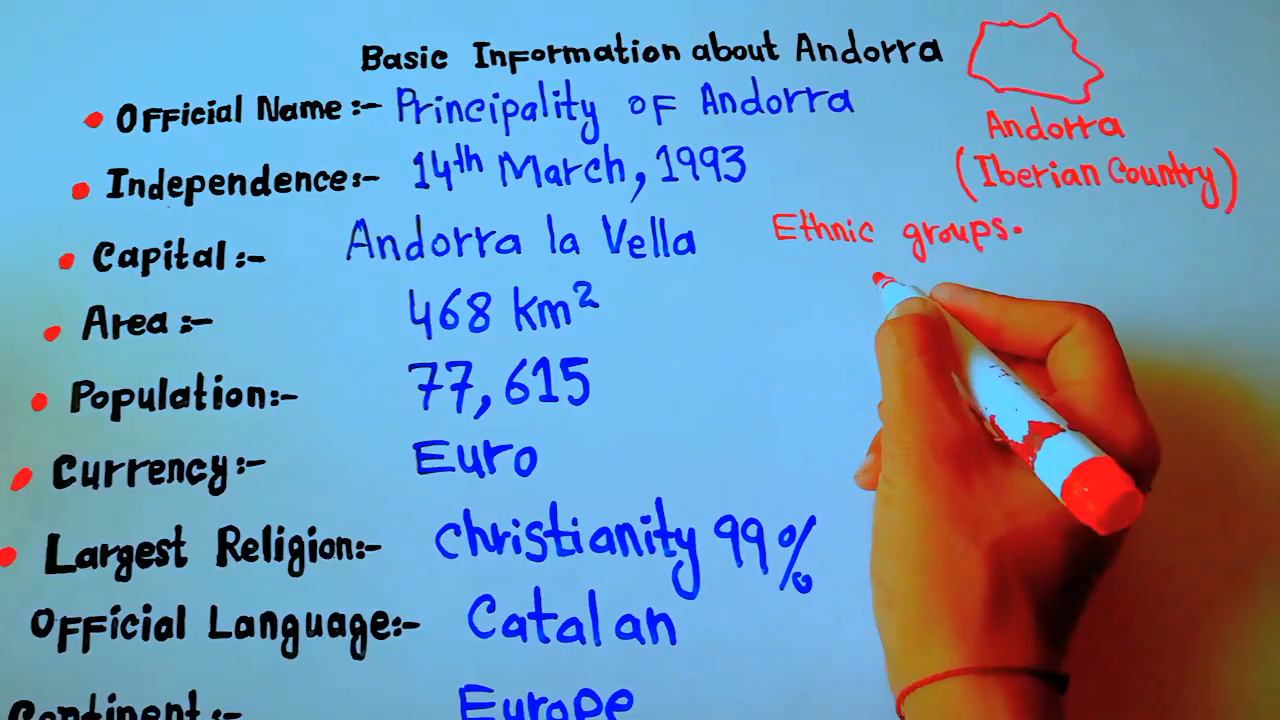 Basic Information about Andorra
• Official Name:- Principality of Andorra
• Independence:- 14th March, 1993
• Capital:- Andorra la Vella
• Area:- 468 km²
• Population:- 77,615
• Currency:- Euro
• Largest Religion:- Christianity 99%
Official Language:- Catalan
Continent:- Europe
Andorra
(Iberian Country)
Ethnic groups.